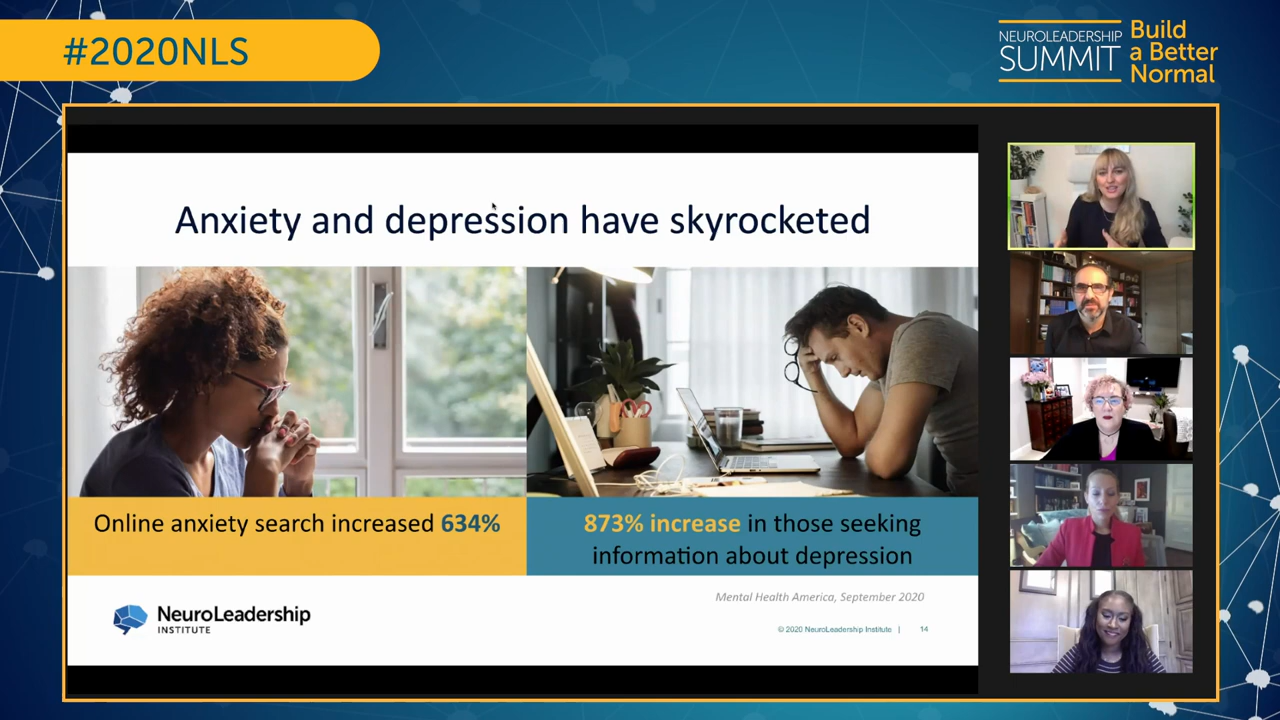 #2020NLS
NEUROLEADERSHIP
SUMMIT
Build
a Better
Normal
Anxiety and depression have skyrocketed
Online anxiety search increased 634%
873% increase in those seeking
information about depression
Mental Health America, September 2020
NeuroLeadership
INSTITUTE
© 2020 NeuroLeadership Institute | 14